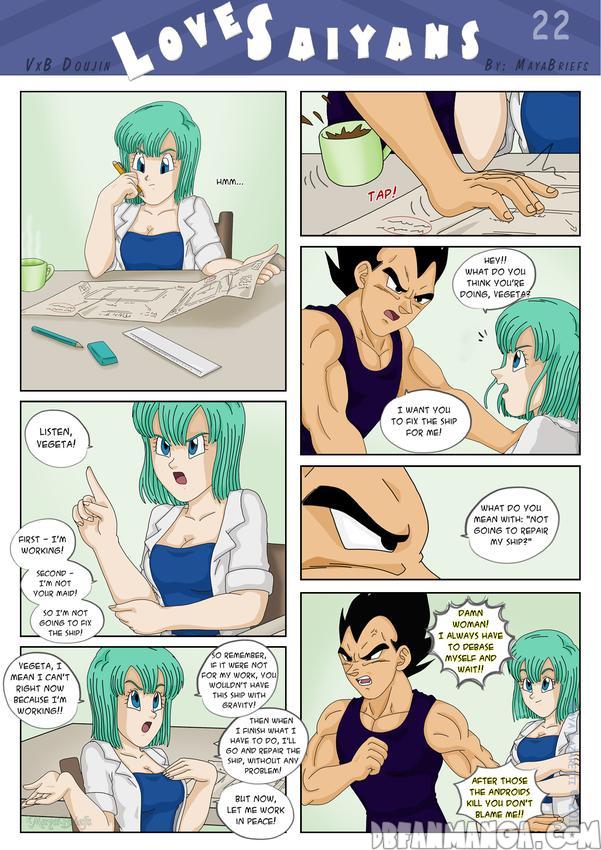 LOVE SAIYANS
22
VXB DOUJIN
BY: MAYABRIEFS
HMM...
TAP!
HEY!!
WHAT DO YOU
THINK YOU'RE
DOING, VEGETA?
I WANT YOU
TO FIX THE SHIP
FOR ME!
LISTEN,
VEGETA!
FIRST - I'M
WORKING!
SECOND -
I'M NOT
YOUR MAID!
SO I'M NOT
GOING TO FIX
THE SHIP!
WHAT DO YOU
MEAN WITH: "NOT
GOING TO REPAIR
MY SHIP?"
VEGETA, I
MEAN I CAN'T
RIGHT NOW
BECAUSE I'M
WORKING!!
SO REMEMBER,
IF IT WERE NOT
FOR MY WORK, YOU
WOULDN'T HAVE
THIS SHIP WITH
GRAVITY!
THEN WHEN
I FINISH WHAT I
HAVE TO DO, I'LL
GO AND REPAIR THE
SHIP, WITHOUT ANY
PROBLEM!
BUT NOW,
LET ME WORK
IN PEACE!
DAMN
WOMAN!
I ALWAYS HAVE
TO DEBASE
MYSELF AND
WAIT!!
AFTER THOSE
THE ANDROIDS
KILL YOU DON'T
BLAME ME!!
DBFANMANGA.COM